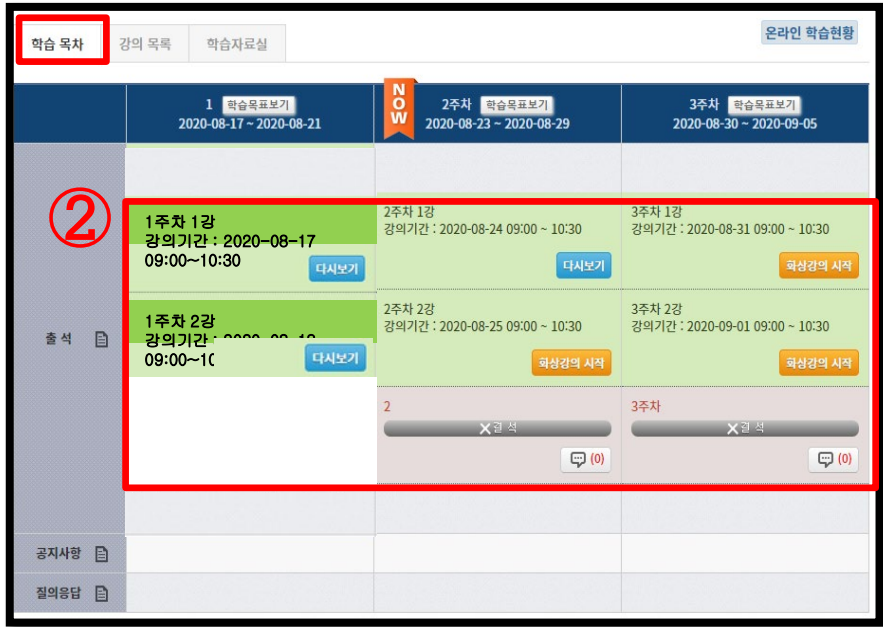 학습 목차
강의 목록
학습자료실
온라인 학습현황
1 학습목표보기
2020-08-17 ~ 2020-08-21
NOW
2주차 학습목표보기
2020-08-23 ~ 2020-08-29
3주차 학습목표보기
2020-08-30 ~ 2020-09-05
②
출 석
1주차 1강
강의기간 : 2020-08-17
09:00~10:30
다시보기
1주차 2강
강의기간
09:00~10
다시보기
2주차 1강
강의기간 : 2020-08-24 09:00 ~ 10:30
다시보기
2주차 2강
강의기간 : 2020-08-25 09:00 ~ 10:30
화상강의 시작
2
결 석
(0)
3주차 1강
강의기간 : 2020-08-31 09:00 ~ 10:30
화상강의 시작
3주차 2강
강의기간 : 2020-09-01 09:00 ~ 10:30
화상강의 시작
3주차
결 석
(0)
공지사항
질의응답